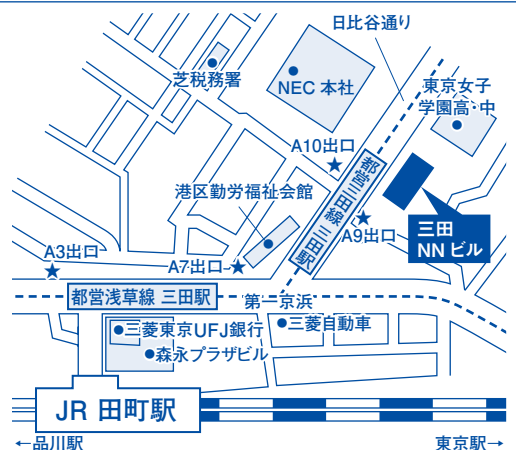 日比谷通り
芝税務署
NEC 本社
東京女子
学園高・中
A10出口
都営三田線 三田駅
港区勤労福祉会館
三田
NN ビル
A9出口
A3出口
A7出口
都営浅草線 三田駅
第一京浜
三菱東京UFJ銀行
三菱自動車
森永プラザビル
JR 田町駅
←品川駅
東京駅→